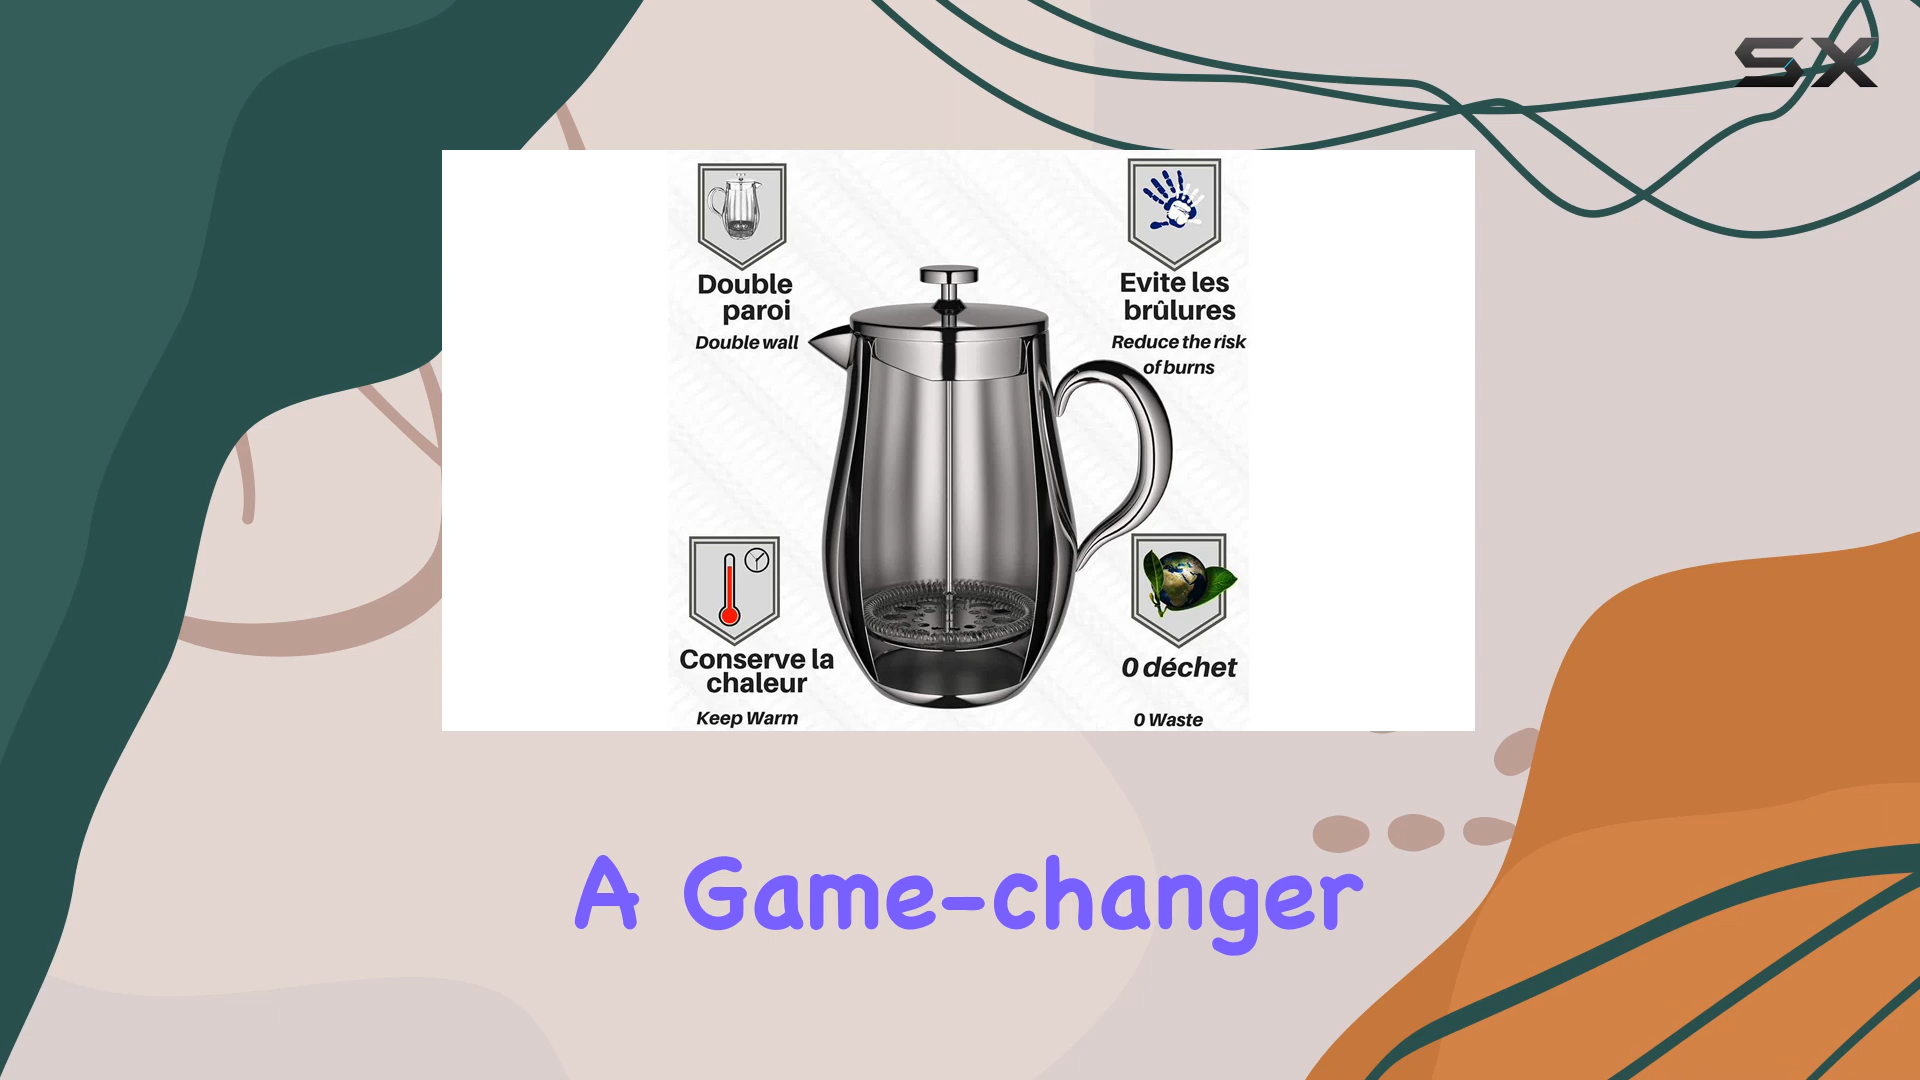 SX
Double
paroi
Double wall
Evite les
brûlures
Reduce the risk
of burns
Conserve la
chaleur
Keep Warm
0 déchet
0 Waste
A Game-changer